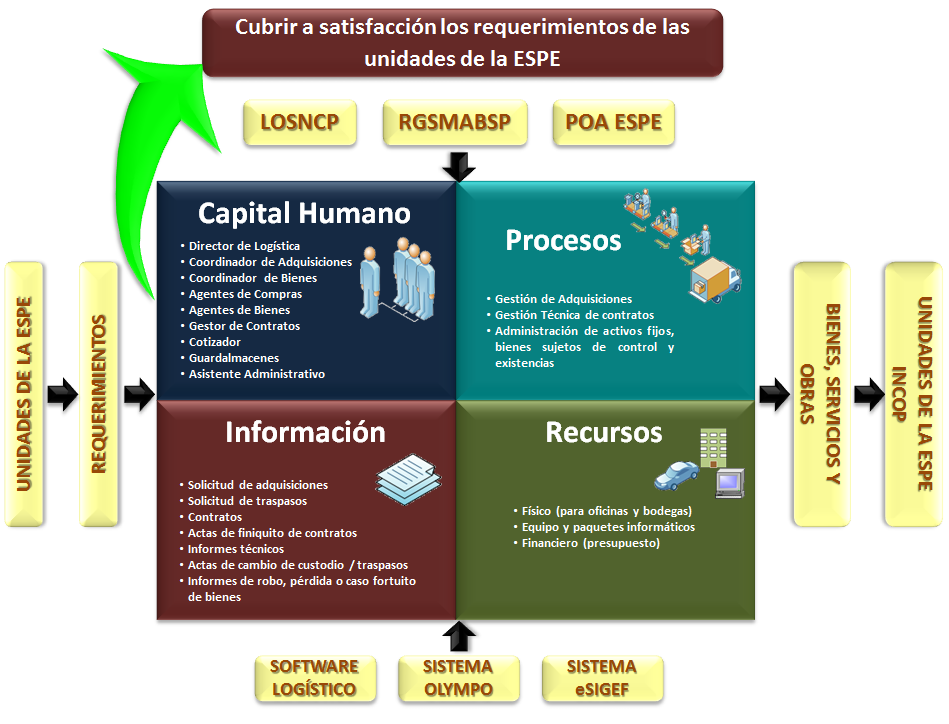 Cubrir a satisfacción los requerimientos de las
unidades de la ESPE
LOSNCP
RGSMABSP
POA ESPE
UNIDADES DE LA ESPE
REQUERIMIENTOS
Capital Humano
• Director de Logística
• Coordinador de Adquisiciones
• Coordinador de Bienes
• Agentes de Compras
• Agentes de Bienes
• Gestor de Contratos
• Cotizador
• Guardalmacenes
• Asistente Administrativo
Procesos
• Gestión de Adquisiciones
• Gestión Técnica de contratos
• Administración de activos fijos,
bienes sujetos de control y
existencias
Información
• Solicitud de adquisiciones
• Solicitud de traspasos
• Contratos
• Actas de finiquito de contratos
• Informes técnicos
• Actas de cambio de custodio / traspasos
• Informes de robo, pérdida o caso fortuito
de bienes
Recursos
• Físico (para oficinas y bodegas)
• Equipo y paquetes informáticos
• Financiero (presupuesto)
BIENES, SERVICIOS Y
OBRAS
UNIDADES DE LA ESPE
INCOP
SOFTWARE
LOGÍSTICO
SISTEMA
OLYMPO
SISTEMA
eSIGEF